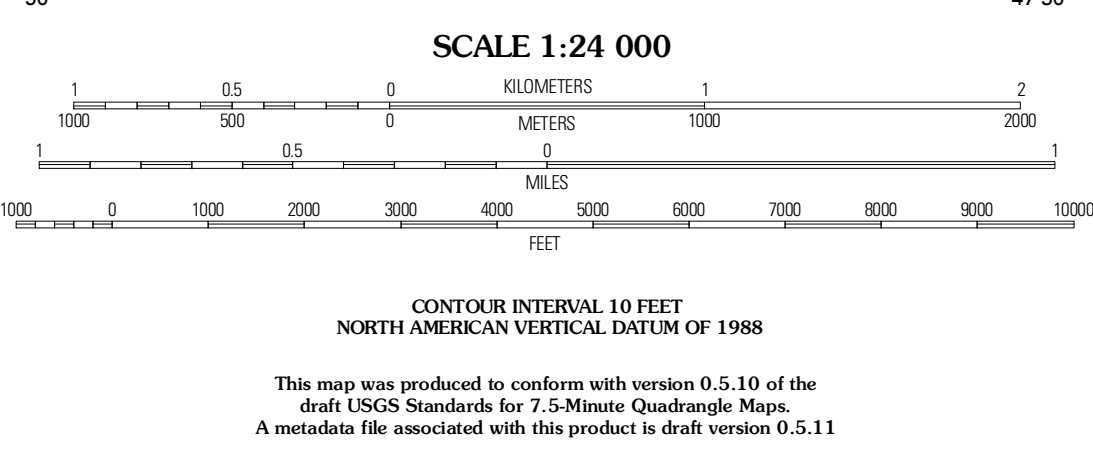 SCALE 1:24 000
1 0.5 0 KILOMETERS 1 2
1000 500 0 METERS 1000 2000
1 0.5 0 1
MILES
1000 0 1000 2000 3000 4000 5000 6000 7000 8000 9000 10000
FEET
CONTOUR INTERVAL 10 FEET
NORTH AMERICAN VERTICAL DATUM OF 1988
This map was produced to conform with version 0.5.10 of the
draft USGS Standards for 7.5-Minute Quadrangle Maps.
A metadata file associated with this product is draft version 0.5.11